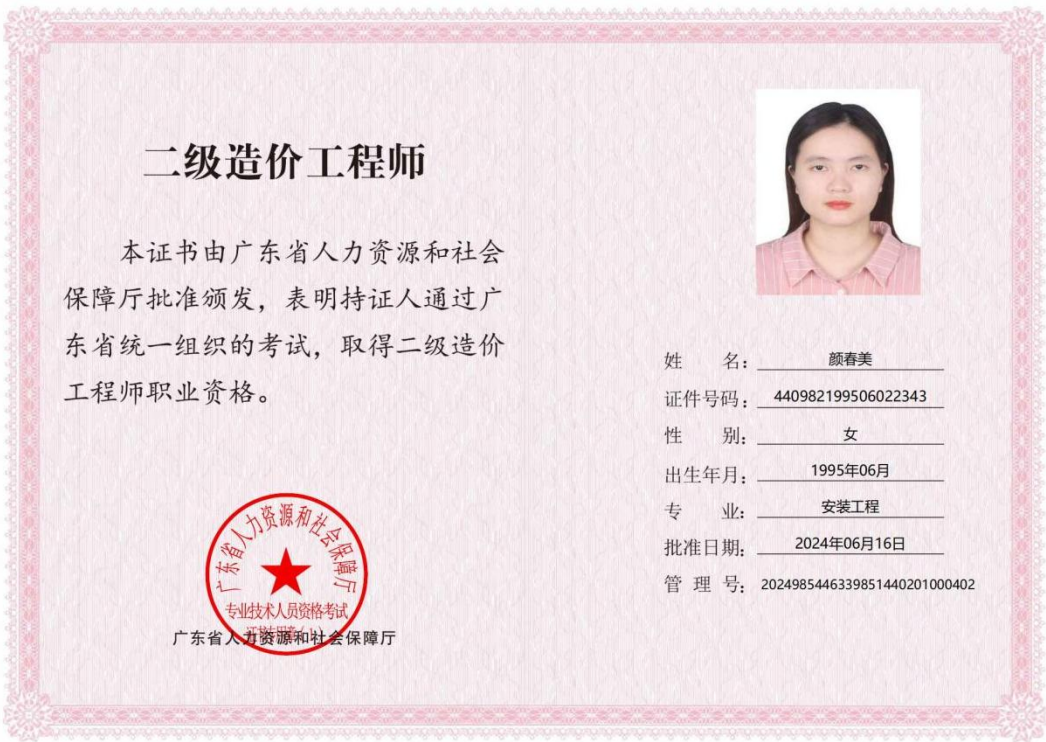 二级造价工程师
本证书由广东省人力资源和社会
保障厅批准颁发，表明持证人通过广
东省统一组织的考试，取得二级造价
工程师职业资格。
姓 名：颜春美
证件号码：440982199506022343
性 别：女
出生年月：1995年06月
专 业：安装工程
批准日期：2024年06月16日
管 理 号：20249854463398514402010​00402
广东省人力资源和社会保障厅
专业技术人员资格考试
广东省人力资源和社会保障厅